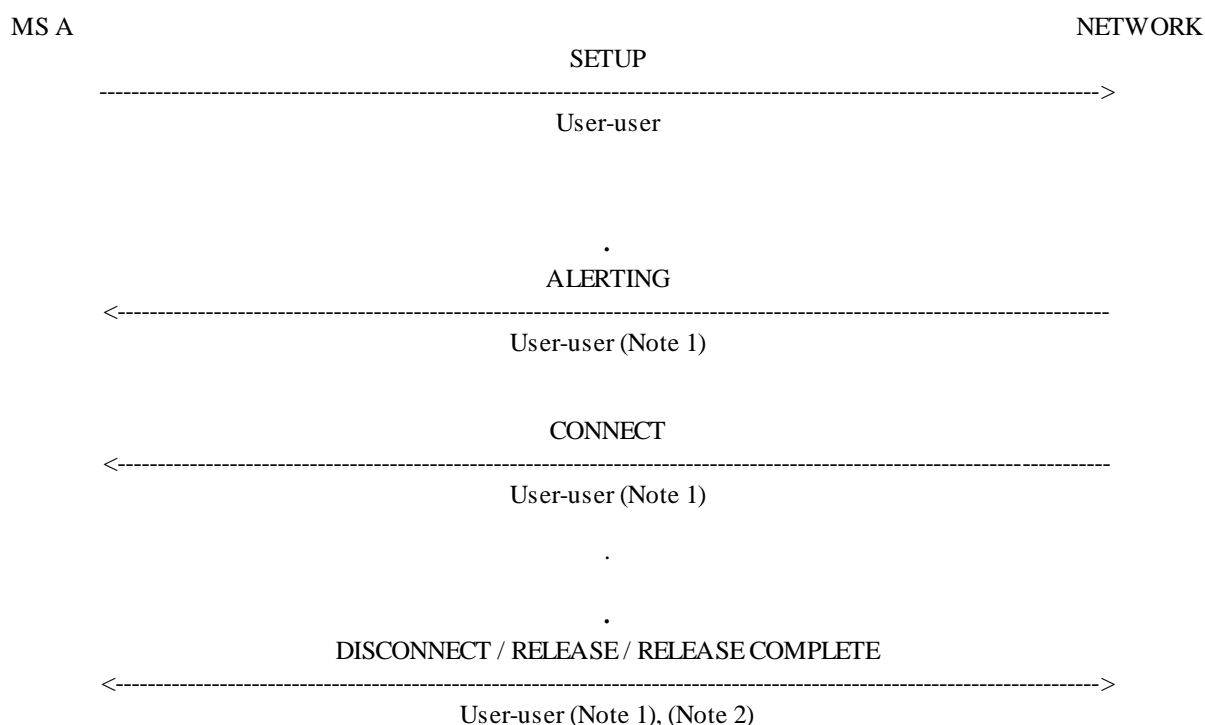 MS A NETWORK
SETUP
-------------------------------------------------------------------------------------------------------------------------------->
User-user
.
ALERTING
<--------------------------------------------------------------------------------------------------------------------------------
User-user (Note 1)
CONNECT
<--------------------------------------------------------------------------------------------------------------------------------
User-user (Note 1)
.
.
DISCONNECT / RELEASE / RELEASE COMPLETE
<------------------------------------------------------------------------------------------------------------------------------->
User-user (Note 1), (Note 2)